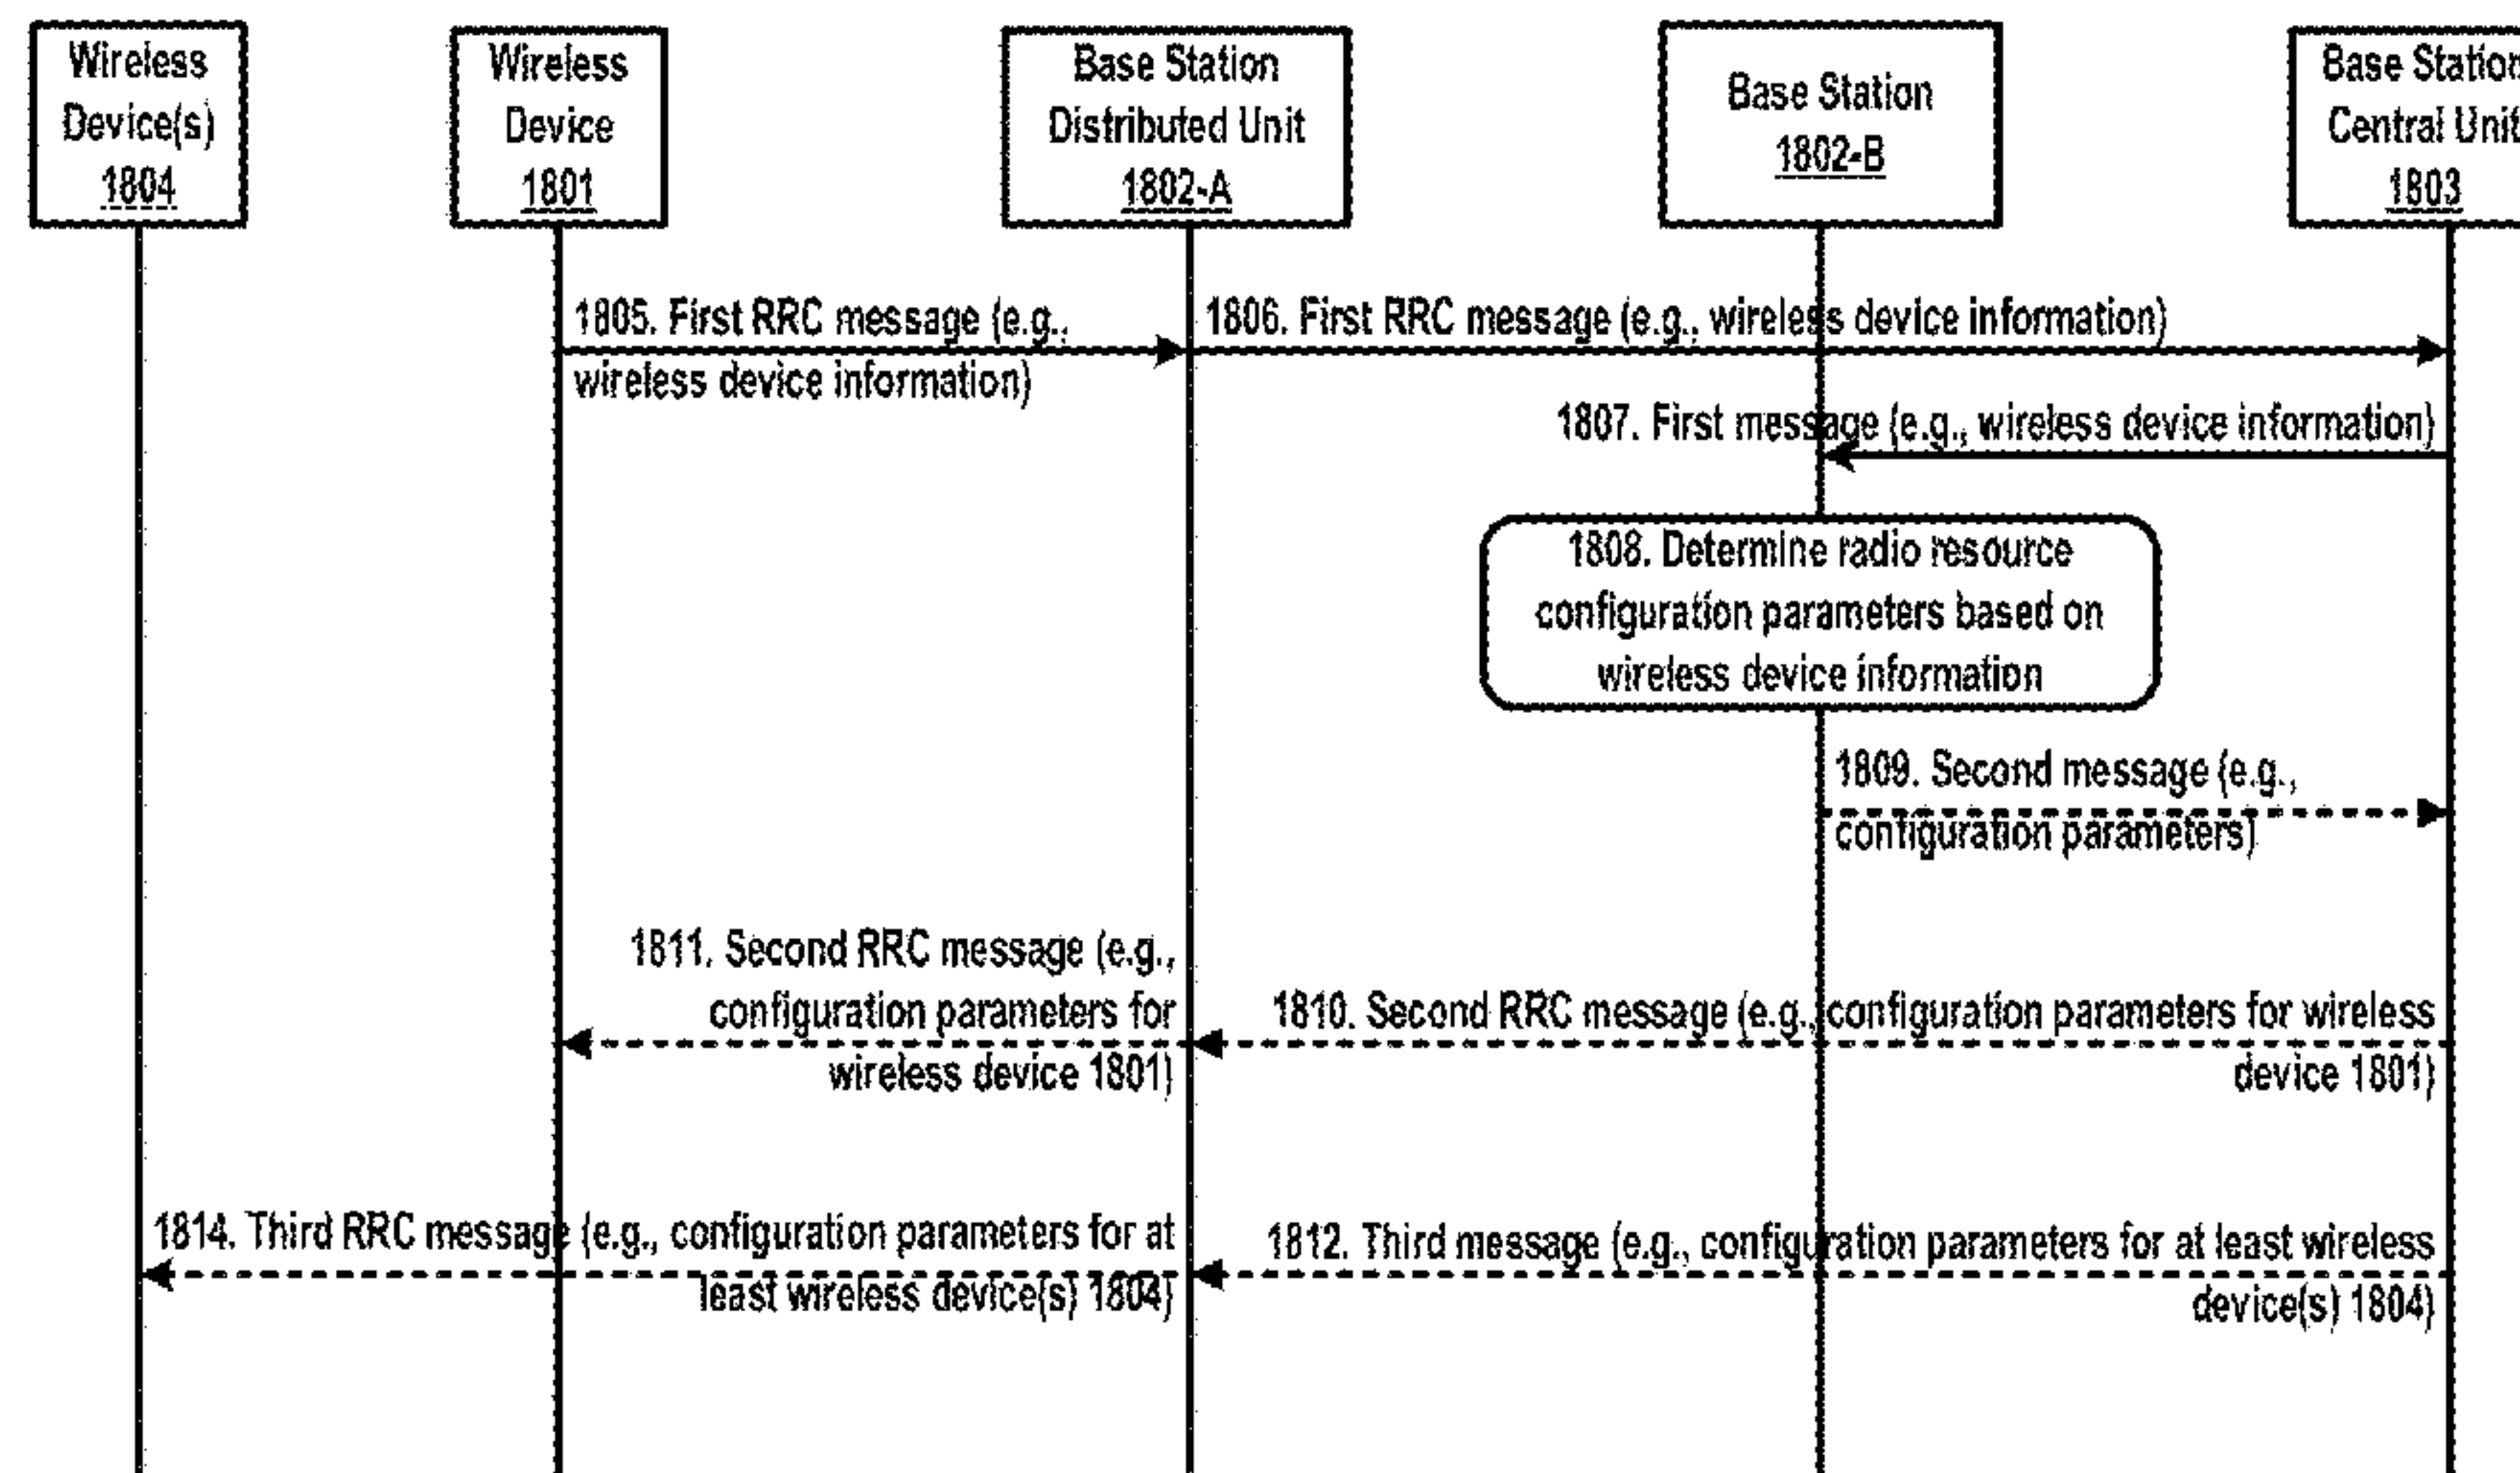 Wireless
Device(s)
1804
Wireless
Device
1801
Base Station
Distributed Unit
1802-A
Base Station
1802-B
Base Station
Central Unit
1803
1805. First RRC message (e.g.,
wireless device information)
1806. First RRC message (e.g., wireless device information)
1807. First message (e.g., wireless device information)
1808. Determine radio resource
configuration parameters based on
wireless device information
1809. Second message (e.g.,
configuration parameters)
1811. Second RRC message (e.g.,
configuration parameters for
wireless device 1801)
1810. Second RRC message (e.g., configuration parameters for wireless
device 1801)
1814. Third RRC message (e.g., configuration parameters for at
least wireless device(s) 1804)
1812. Third message (e.g., configuration parameters for at least wireless
device(s) 1804)